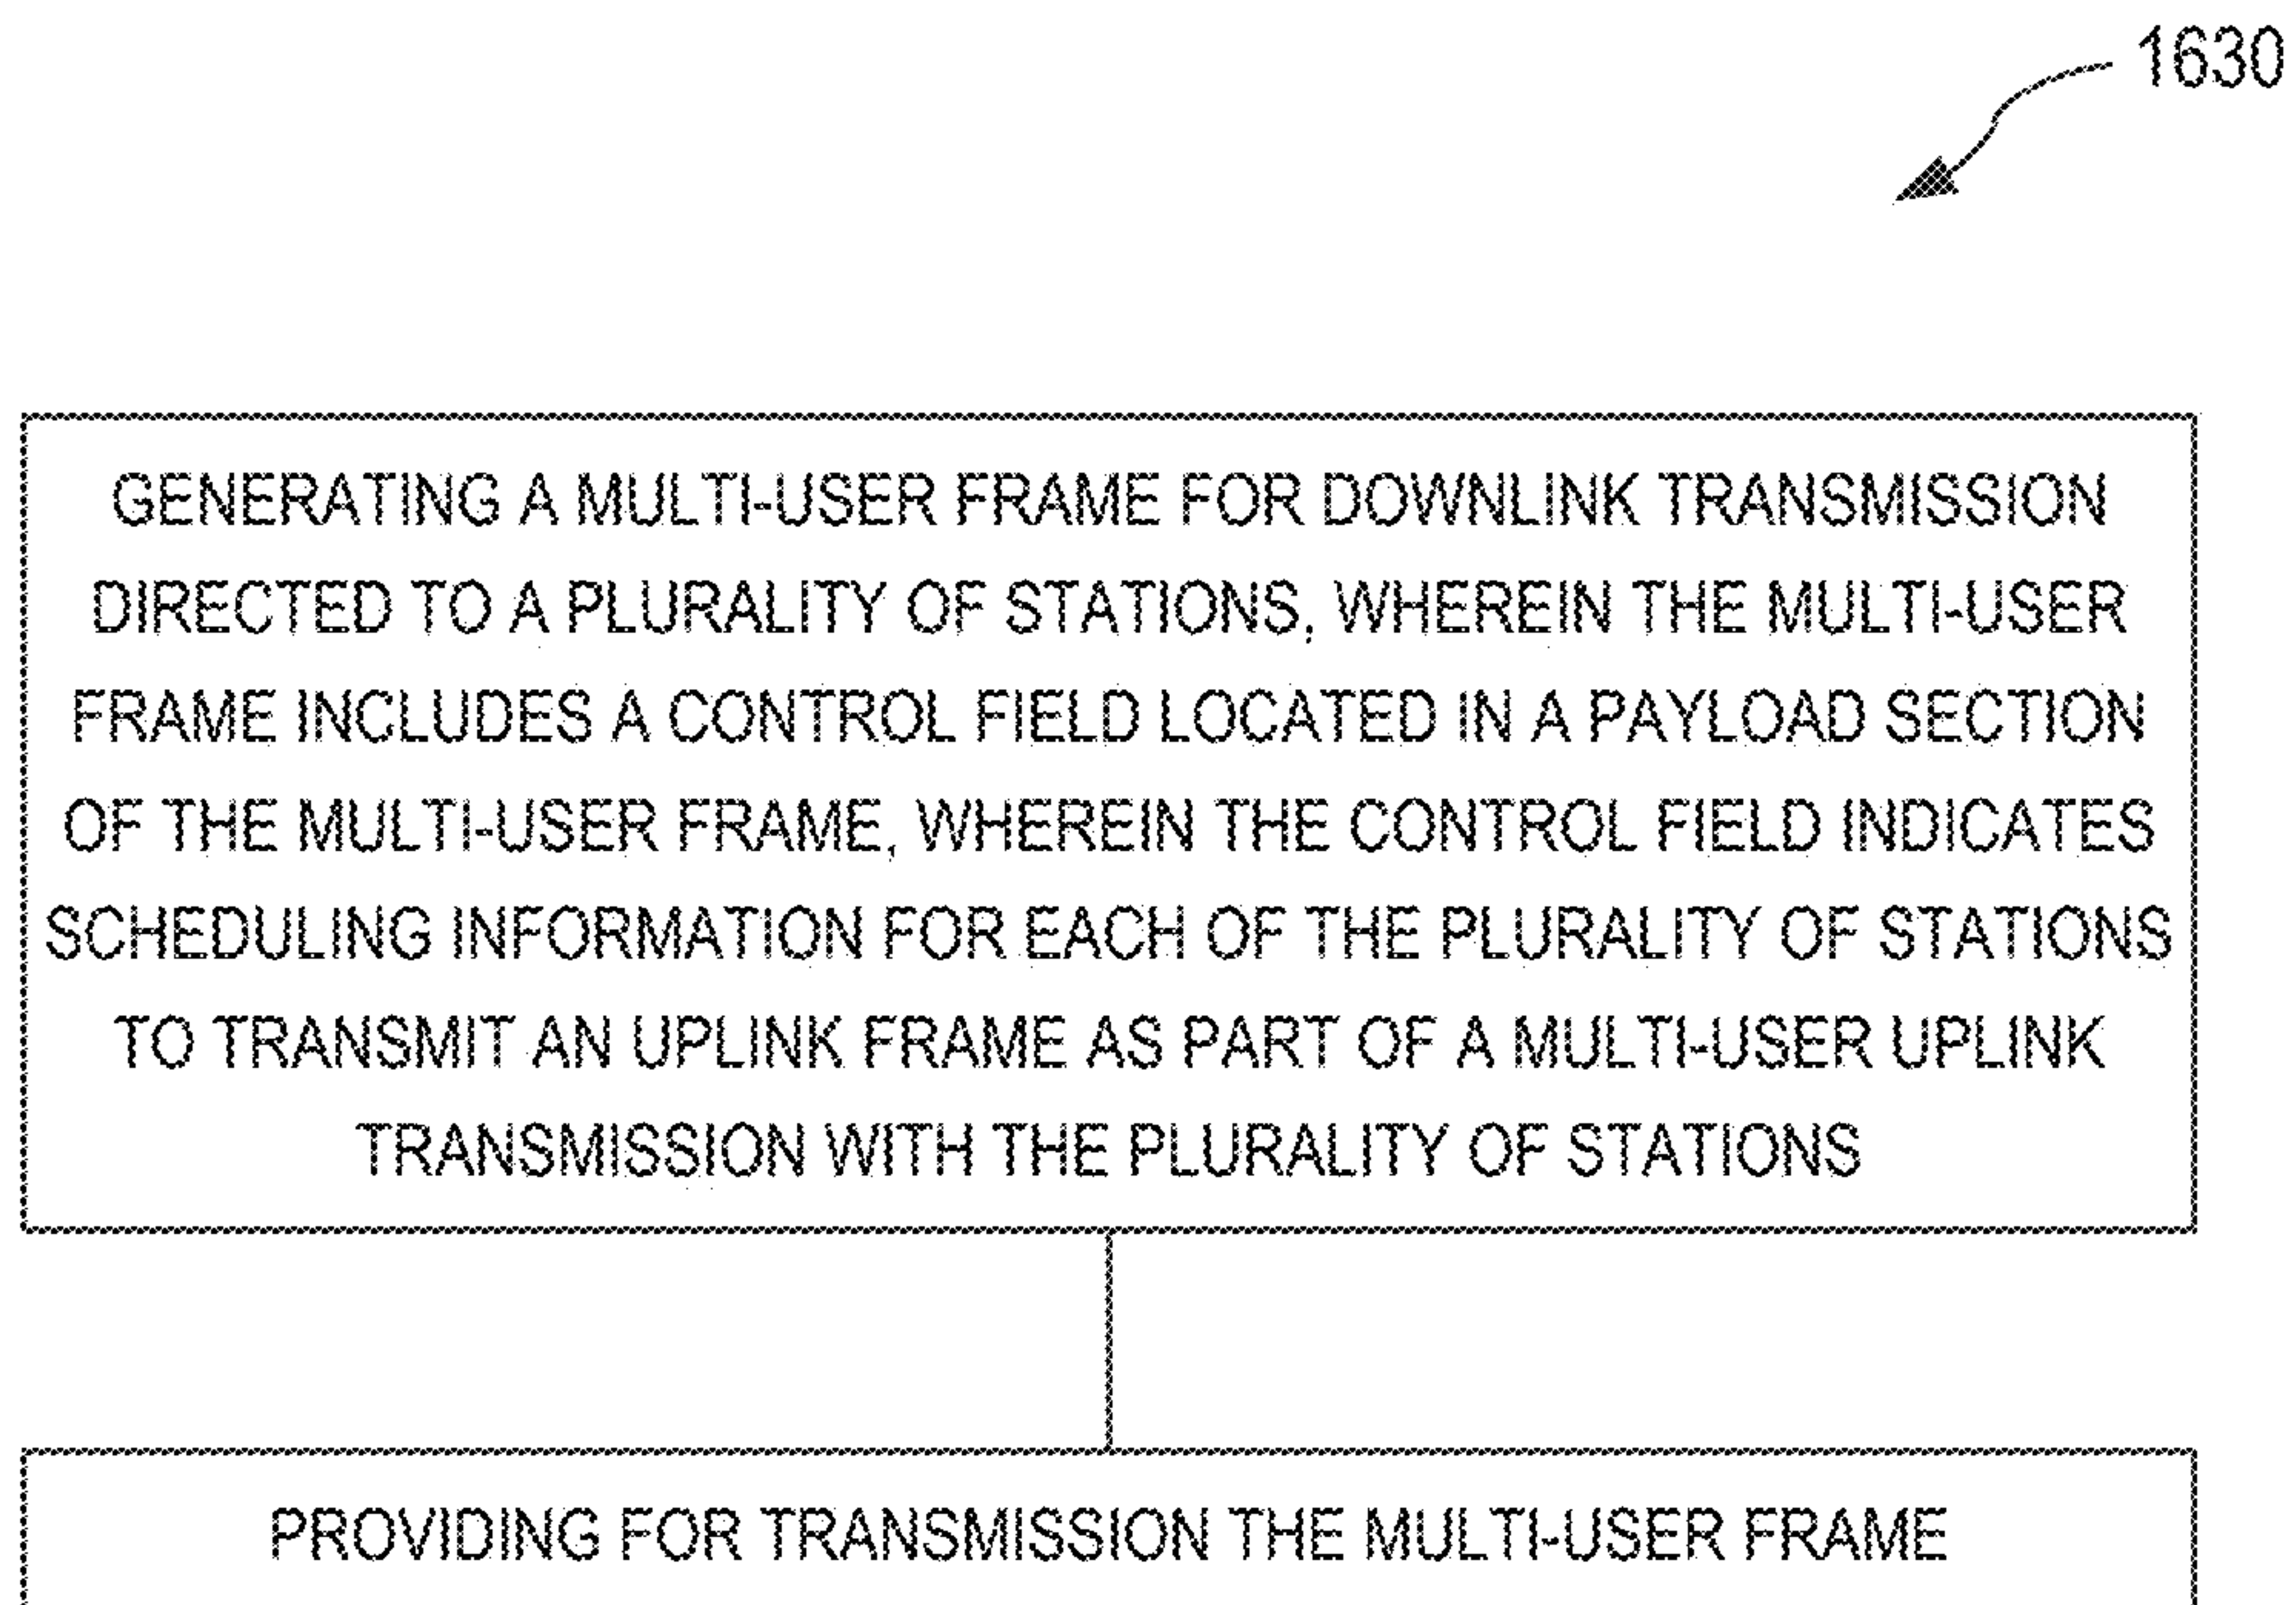 1630
GENERATING A MULTI-USER FRAME FOR DOWNLINK TRANSMISSION
DIRECTED TO A PLURALITY OF STATIONS, WHEREIN THE MULTI-USER
FRAME INCLUDES A CONTROL FIELD LOCATED IN A PAYLOAD SECTION
OF THE MULTI-USER FRAME, WHEREIN THE CONTROL FIELD INDICATES
SCHEDULING INFORMATION FOR EACH OF THE PLURALITY OF STATIONS
TO TRANSMIT AN UPLINK FRAME AS PART OF A MULTI-USER UPLINK
TRANSMISSION WITH THE PLURALITY OF STATIONS
PROVIDING FOR TRANSMISSION THE MULTI-USER FRAME